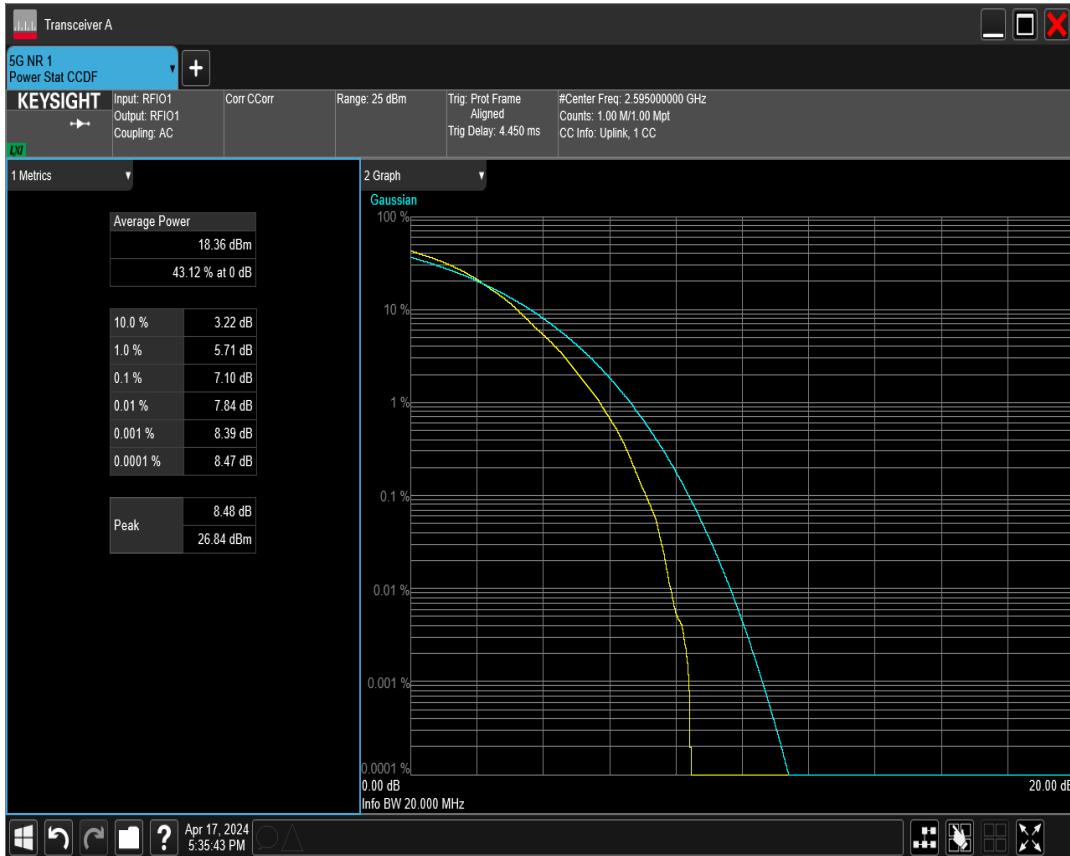 Transceiver A
5G NR 1
Power Stat CCDF
+
KEYSIGHT
LXI
Input: RFIO1
Output: RFIO1
Coupling: AC
Corr CCorr
Range: 25 dBm
Trig: Prot Frame
Aligned
Trig Delay: 4.450 ms
#Center Freq: 2.595000000 GHz
Counts: 1.00 M/1.00 Mpt
CC Info: Uplink, 1 CC
1 Metrics
Average Power
18.36 dBm
43.12 % at 0 dB
10.0 % 3.22 dB
1.0 % 5.71 dB
0.1 % 7.10 dB
0.01 % 7.84 dB
0.001 % 8.39 dB
0.0001 % 8.47 dB
Peak
8.48 dB
26.84 dBm
2 Graph
Gaussian
100 %
10 %
1 %
0.1 %
0.01 %
0.001 %
0.0001 %
0.00 dB 20.00 dB
Info BW 20.000 MHz
?
Apr 17, 2024
5:35:43 PM